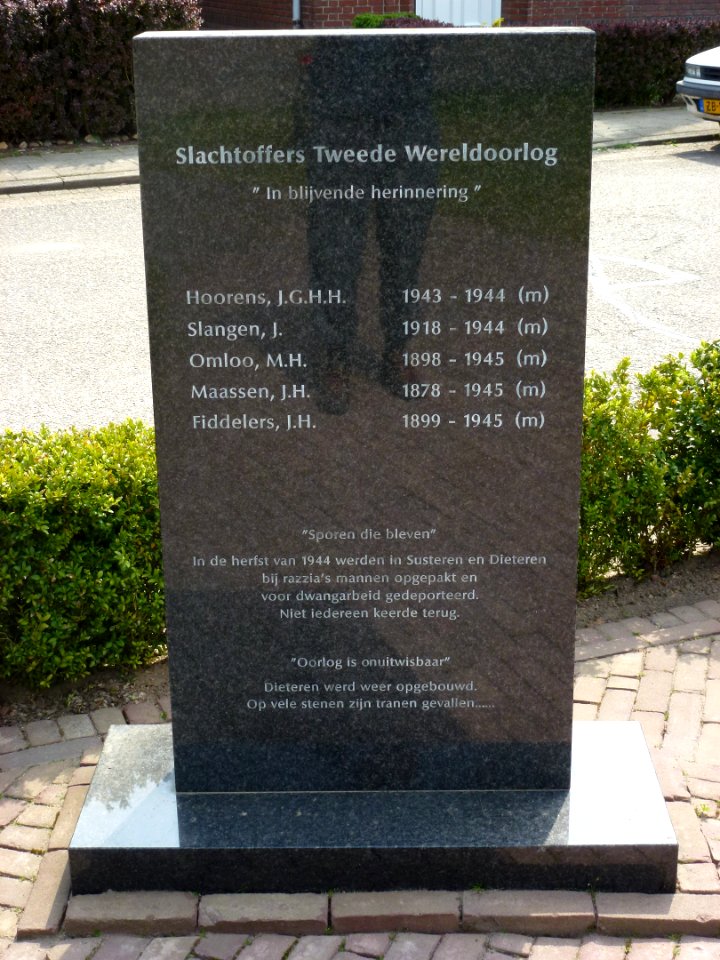 Slachtoffers Tweede Wereldoorlog
" In blijvende herinnering "
Hoorens, J.G.H.H. 1943 - 1944 (m)
Slangen, J. 1918 - 1944 (m)
Omloo, M.H. 1898 - 1945 (m)
Maassen, J.H. 1878 - 1945 (m)
Fiddelers, J.H. 1899 - 1945 (m)
"Sporen die bleven"
In de herfst van 1944 werden in Susteren en Dieteren
bij razzia's mannen opgepakt en
voor dwangarbeid gedeporteerd.
Niet iedereen keerde terug.
"Oorlog is onuitwisbaar"
Dieteren werd weer opgebouwd.
Op vele stenen zijn tranen gevallen......